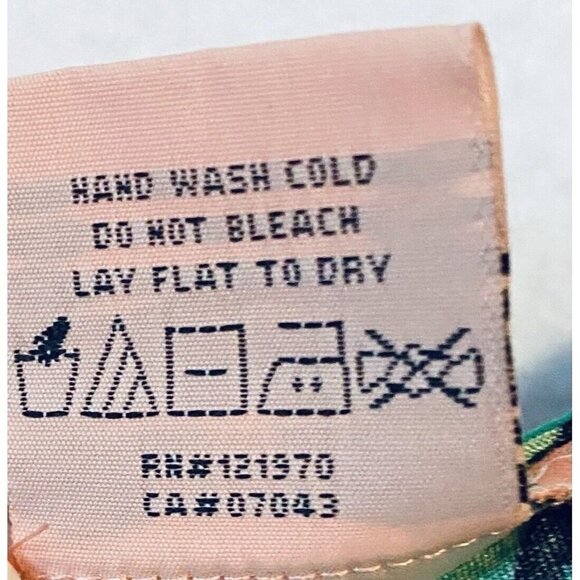 HAND WASH COLD
DO NOT BLEACH
LAY FLAT TO DRY
RN#121970
CA#07043